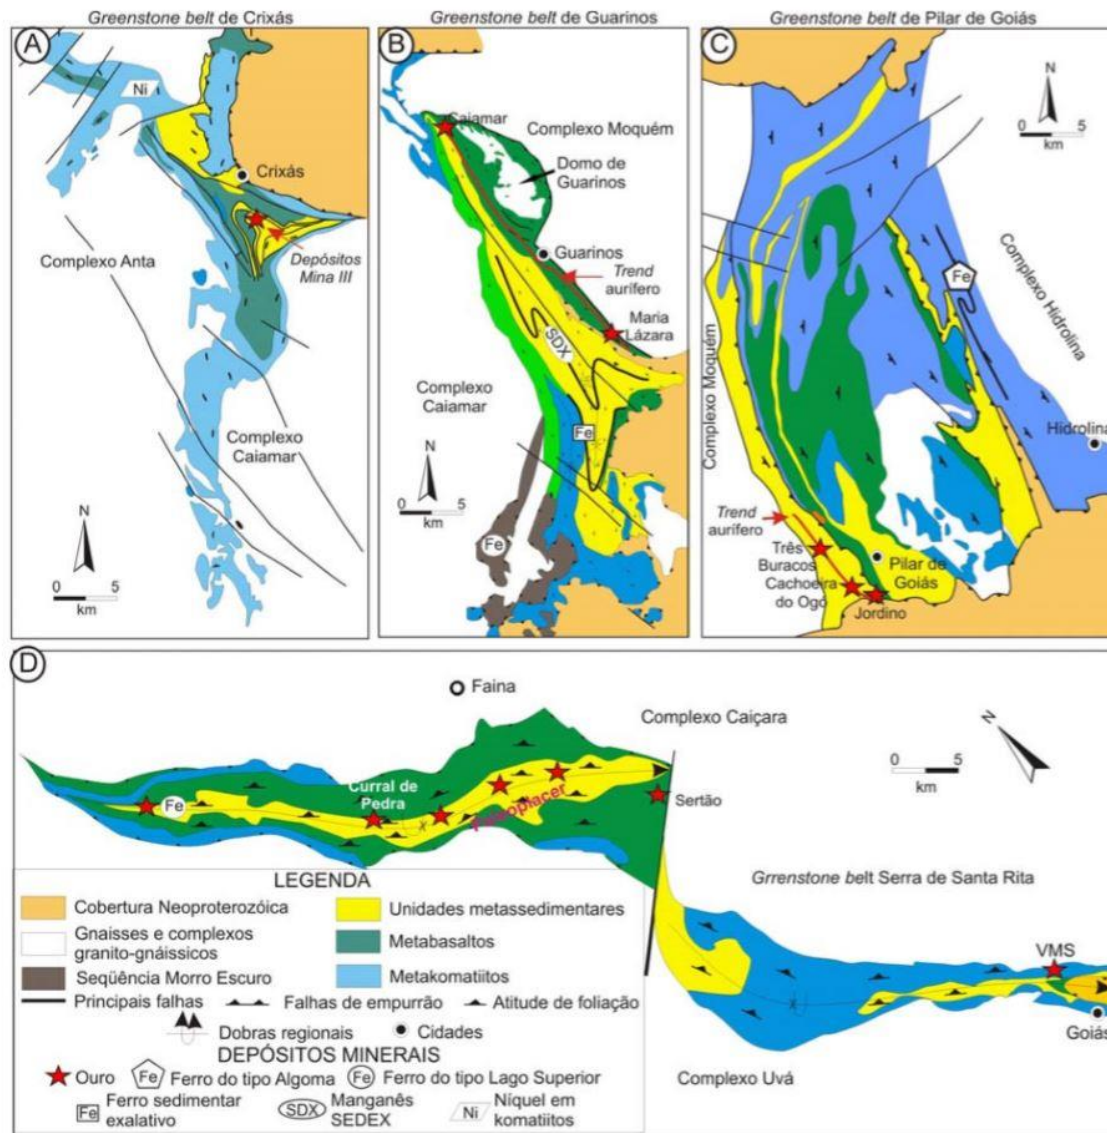 Greenstone belt de Crixás
Greenstone belt de Guarinos
Greenstone belt de Pilar de Goiás
A
Ni
Crixás
Depósitos
Mina III
Complexo Anta
Complexo
Caiamar
N
0 5
km
B
Caiamar
Complexo Moquém
Domo de
Guarinos
Guarinos
Trend
aurífero
Maria
Lázara
SDX
Complexo
Caiamar
Fe
N
0 5
km
Fe
C
N
0 5
km
Fe
Complexo Hidrolina
Complexo Moquém
Hidrolina
Trend
aurífero
Três
Buracos
Cachoeira
do Ogó
Pilar de
Goiás
Jordino
D
Faina
Complexo Caiçara
N
0 5
km
Curral de
Pedra
Fe
Paleoplacer
Sertão
Grrenstone belt Serra de Santa Rita
VMS
Goiás
Complexo Uvá
LEGENDA
Cobertura Neoproterozóica
Unidades metassedimentares
Gnaisses e complexos
granito-gnáissicos
Metabasaltos
Seqüência Morro Escuro
Metakomatiitos
Principais falhas
Falhas de empurrão
Atitude de foliação
Dobras regionais
Cidades
DEPÓSITOS MINERAIS
Ouro
Fe Ferro do tipo Algoma
Fe Ferro do tipo Lago Superior
Fe Ferro sedimentar
exalativo
SDX Manganês
SEDEX
Ni Níquel em
komatiitos